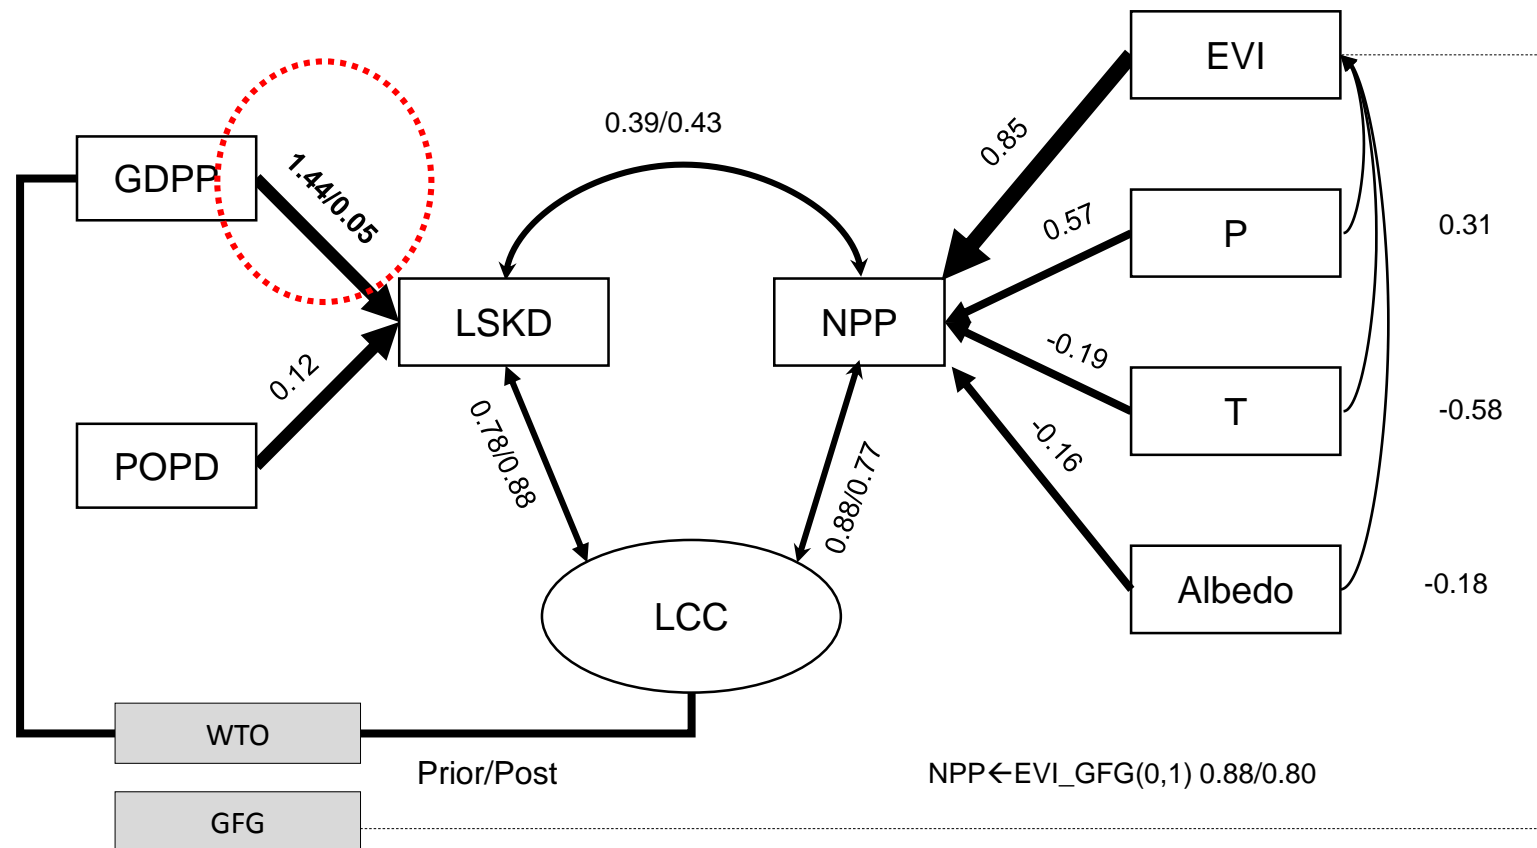 EVI
0.39/0.43
0.85
GDPP
1.44/0.05
0.57
P
0.31
LSKD
NPP
-0.19
0.12
T
-0.58
POPD
0.78/0.88
-0.16
0.88/0.77
Albedo
-0.18
LCC
WTO
Prior/Post
NPP←EVI_GFG(0,1) 0.88/0.80
GFG